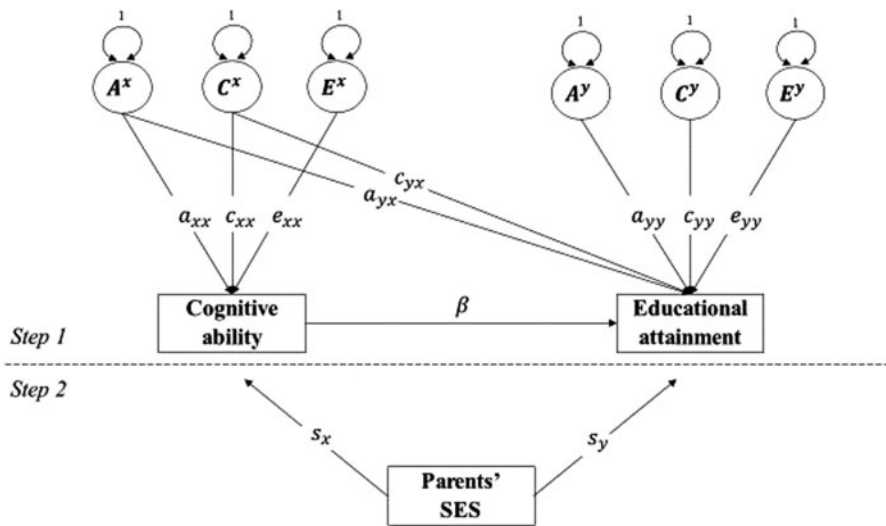 1 1 1 1 1 1
A^x C^x E^x A^y C^y E^y
c_yx
a_yx
a_xx c_xx e_xx a_yy c_yy e_yy
Cognitive
ability
β
Educational
attainment
Step 1
Step 2
s_x s_y
Parents'
SES